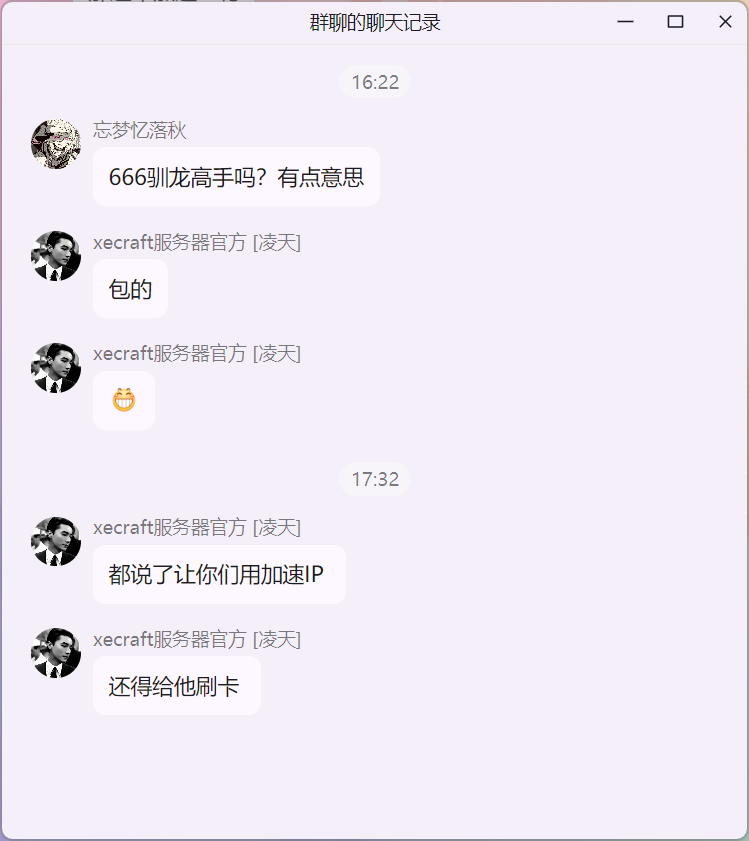 群聊的聊天记录
16:22
忘梦忆落秋
666驯龙高手吗？有点意思
xecraft服务器官方 [凌天]
包的
xecraft服务器官方 [凌天]
😁
17:32
xecraft服务器官方 [凌天]
都说了让你们用加速IP
xecraft服务器官方 [凌天]
还得给他刷卡